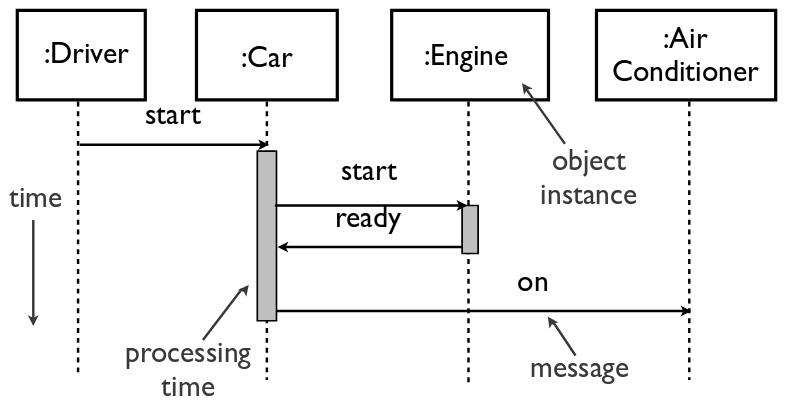 :Driver
:Car
:Engine
:Air
Conditioner
start
object
instance
time
start
ready
on
processing
time
message